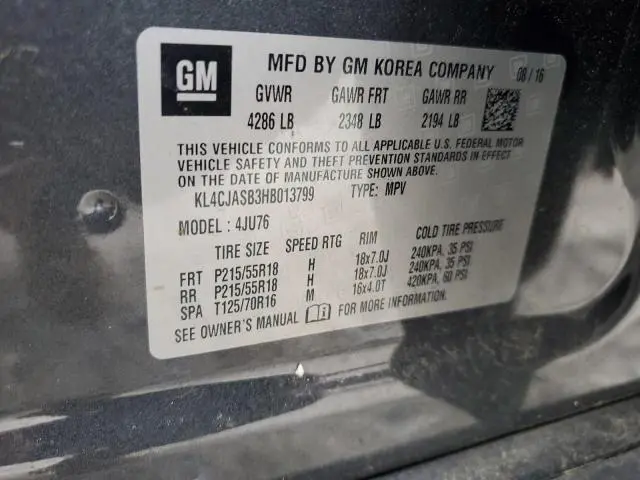 GM
MFD BY GM KOREA COMPANY 08/16
GVWR GAWR FRT GAWR RR
4286 LB 2348 LB 2194 LB
THIS VEHICLE CONFORMS TO ALL APPLICABLE U.S. FEDERAL MOTOR
VEHICLE SAFETY AND THEFT PREVENTION STANDARDS IN EFFECT
ON THE DATE OF MANUFACTURE SHOWN ABOVE.
KL4CJASB3HB013799 TYPE: MPV
MODEL: 4JU76
TIRE SIZE SPEED RTG RIM COLD TIRE PRESSURE
FRT P215/55R18 H 18x7.0J 240KPA, 35 PSI
RR P215/55R18 H 18x7.0J 240KPA, 35 PSI
SPA T125/70R16 M 16x4.0T 420KPA, 60 PSI
SEE OWNER'S MANUAL FOR MORE INFORMATION.